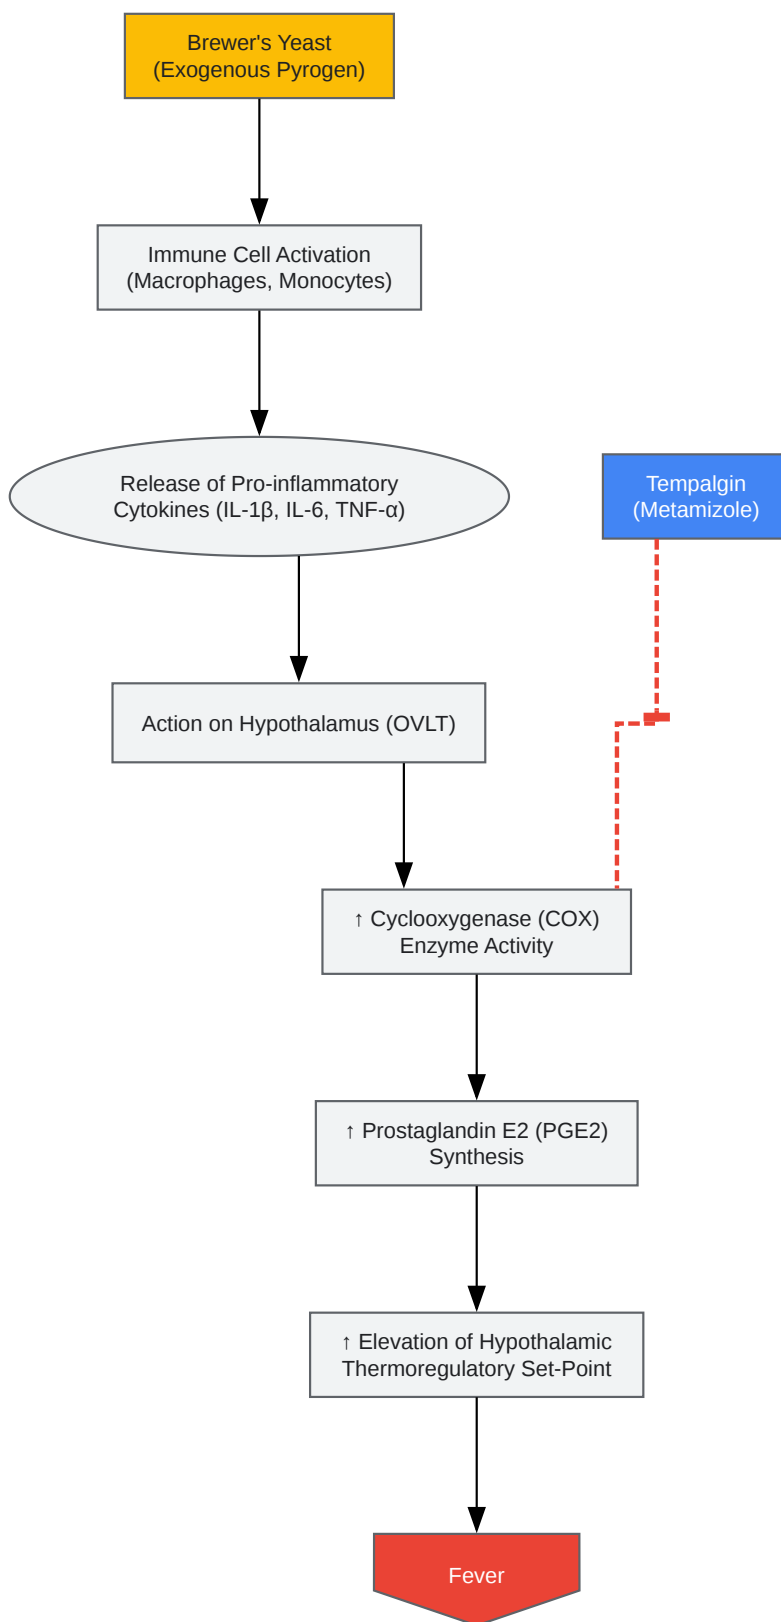 Brewer's Yeast
(Exogenous Pyrogen)
Immune Cell Activation
(Macrophages, Monocytes)
Release of Pro-inflammatory
Cytokines (IL-1β, IL-6, TNF-α)
Tempalgin
(Metamizole)
Action on Hypothalamus (OVLT)
↑ Cyclooxygenase (COX)
Enzyme Activity
↑ Prostaglandin E2 (PGE2)
Synthesis
↑ Elevation of Hypothalamic
Thermoregulatory Set-Point
Fever